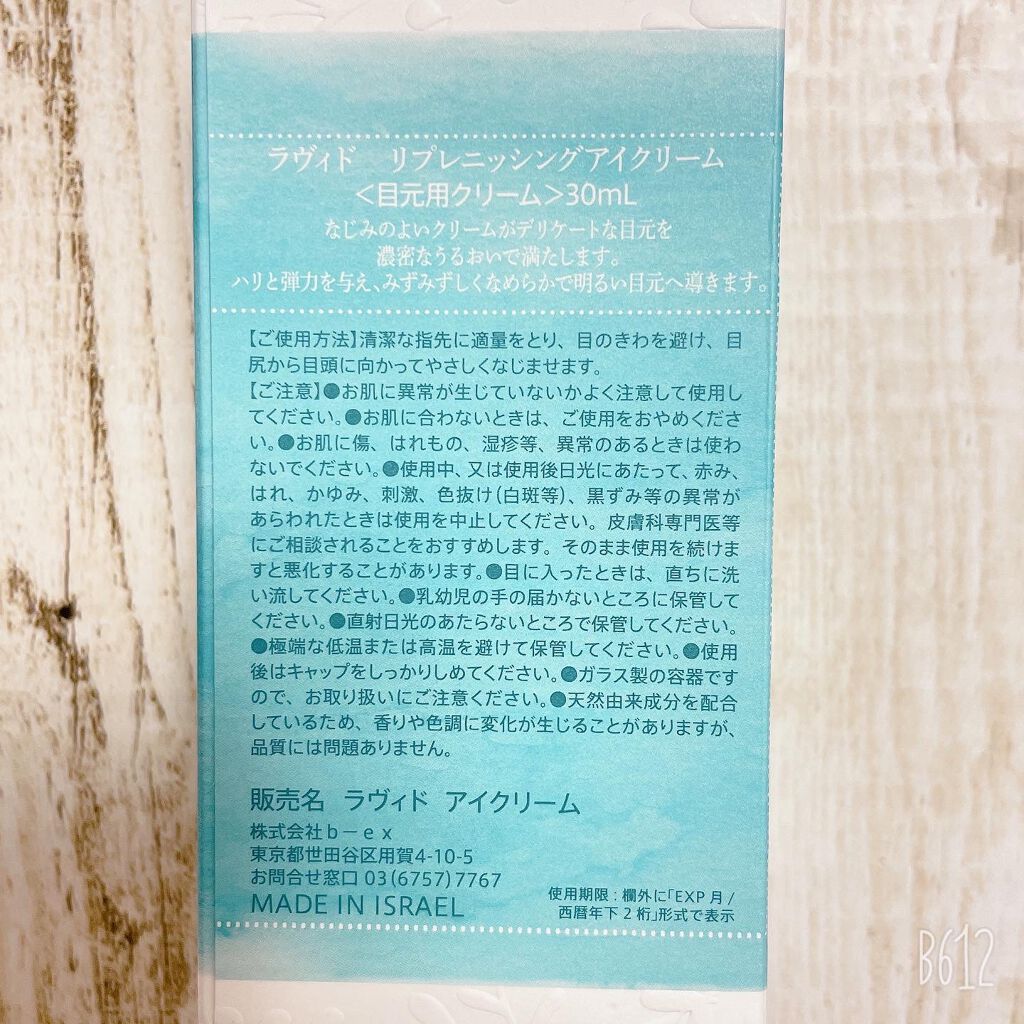 ラヴィド　リプレニッシングアイクリーム
＜目元用クリーム＞30mL
なじみのよいクリームがデリケートな目元を
濃密なうるおいで満たします。
ハリと弾力を与え、みずみずしくなめらかで明るい目元へ導きます。
【ご使用方法】清潔な指先に適量をとり、目のきわを避け、目
尻から目頭に向かってやさしくなじませます。
【ご注意】●お肌に異常が生じていないかよく注意して使用し
てください。●お肌に合わないときは、ご使用をおやめくださ
い。●お肌に傷、はれもの、湿疹等、異常のあるときは使わ
ないでください。●使用中、又は使用後日光にあたって、赤み、
はれ、かゆみ、刺激、色抜け（白斑等）、黒ずみ等の異常が
あらわれたときは使用を中止してください。皮膚科専門医等
にご相談されることをおすすめします。そのまま使用を続けま
すと悪化することがあります。●目に入ったときは、直ちに洗
い流してください。●乳幼児の手の届かないところに保管して
ください。●直射日光のあたらないところで保管してください。
●極端な低温または高温を避けて保管してください。●使用
後はキャップをしっかりしめてください。●ガラス製の容器です
ので、お取り扱いにご注意ください。●天然由来成分を配合
しているため、香りや色調に変化が生じることがありますが、
品質には問題ありません。
販売名　ラヴィド　アイクリーム
株式会社ｂ－ｅｘ
東京都世田谷区用賀4-10-5
お問合せ窓口 03(6757)7767
MADE IN ISRAEL
使用期限：欄外に「EXP 月/
西暦年下 2 桁」形式で表示
B612